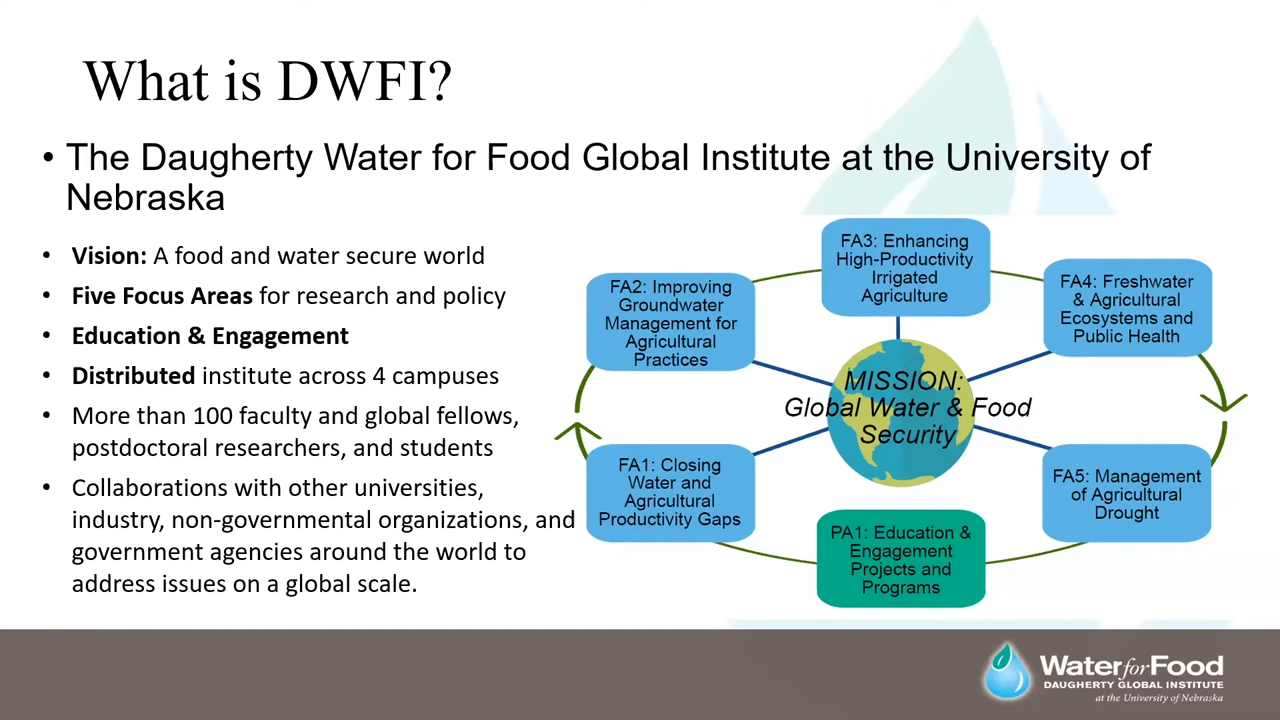 What is DWFI?
• The Daugherty Water for Food Global Institute at the University of
Nebraska
• Vision: A food and water secure world
• Five Focus Areas for research and policy
• Education & Engagement
• Distributed institute across 4 campuses
• More than 100 faculty and global fellows,
postdoctoral researchers, and students
• Collaborations with other universities,
industry, non-governmental organizations, and
government agencies around the world to
address issues on a global scale.
FA3: Enhancing
High-Productivity
Irrigated
Agriculture
FA2: Improving
Groundwater
Management for
Agricultural
Practices
FA4: Freshwater
& Agricultural
Ecosystems and
Public Health
MISSION:
Global Water & Food
Security
FA1: Closing
Water and
Agricultural
Productivity Gaps
FA5: Management
of Agricultural
Drought
PA1: Education &
Engagement
Projects and
Programs
Water for Food
DAUGHERTY GLOBAL INSTITUTE
at the University of Nebraska